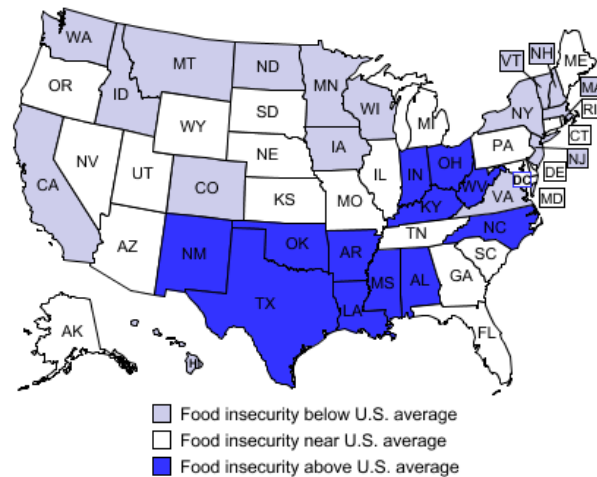 WA
MT
ND
MN
VT
NH
ME
OR
ID
SD
WI
NY
MA
RI
WY
MI
CT
IA
PA
NJ
NV
NE
IL
IN
OH
DE
UT
CO
DC
CA
KS
MO
WV
VA
MD
KY
NC
TN
AZ
NM
OK
AR
SC
MS
AL
GA
TX
LA
AK
FL
HI
Food insecurity below U.S. average
Food insecurity near U.S. average
Food insecurity above U.S. average